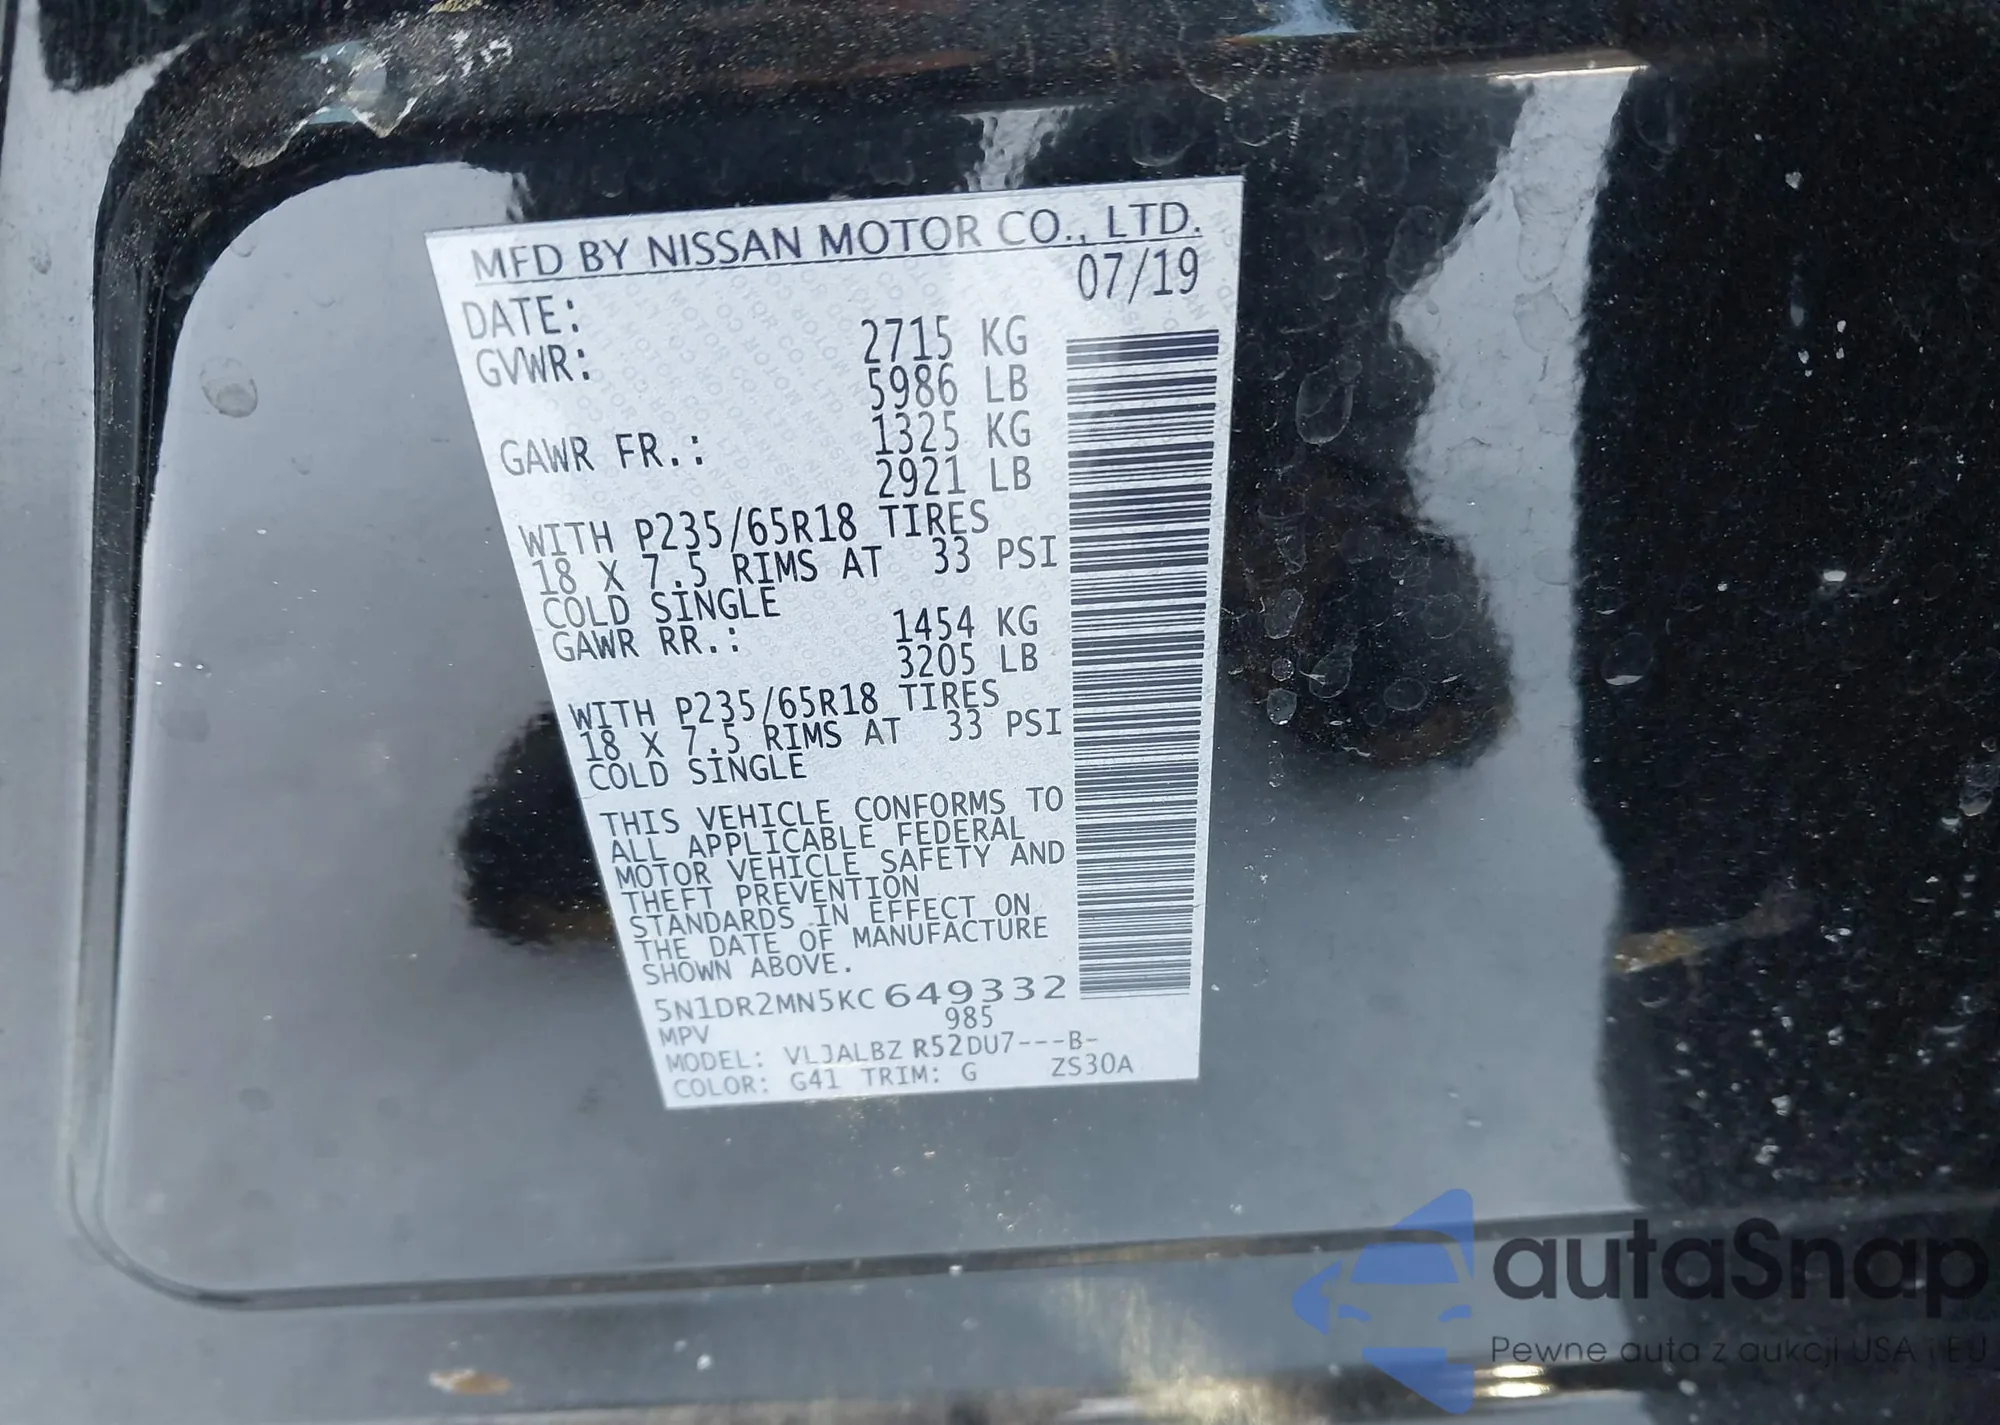 MFD BY NISSAN MOTOR CO., LTD.
DATE: 07/19
GVWR: 2715 KG
5986 LB
GAWR FR.: 1325 KG
2921 LB
WITH P235/65R18 TIRES
18 X 7.5 RIMS AT 33 PSI
COLD SINGLE
GAWR RR.: 1454 KG
3205 LB
WITH P235/65R18 TIRES
18 X 7.5 RIMS AT 33 PSI
COLD SINGLE
THIS VEHICLE CONFORMS TO
ALL APPLICABLE FEDERAL
MOTOR VEHICLE SAFETY AND
THEFT PREVENTION
STANDARDS IN EFFECT ON
THE DATE OF MANUFACTURE
SHOWN ABOVE.
5N1DR2MN5KC649332
MPV 985
MODEL: VLJALBZ R52DU7---B-
COLOR: G41 TRIM: G ZS30A
autaSnap
Pewne auta z aukcji USA i EU